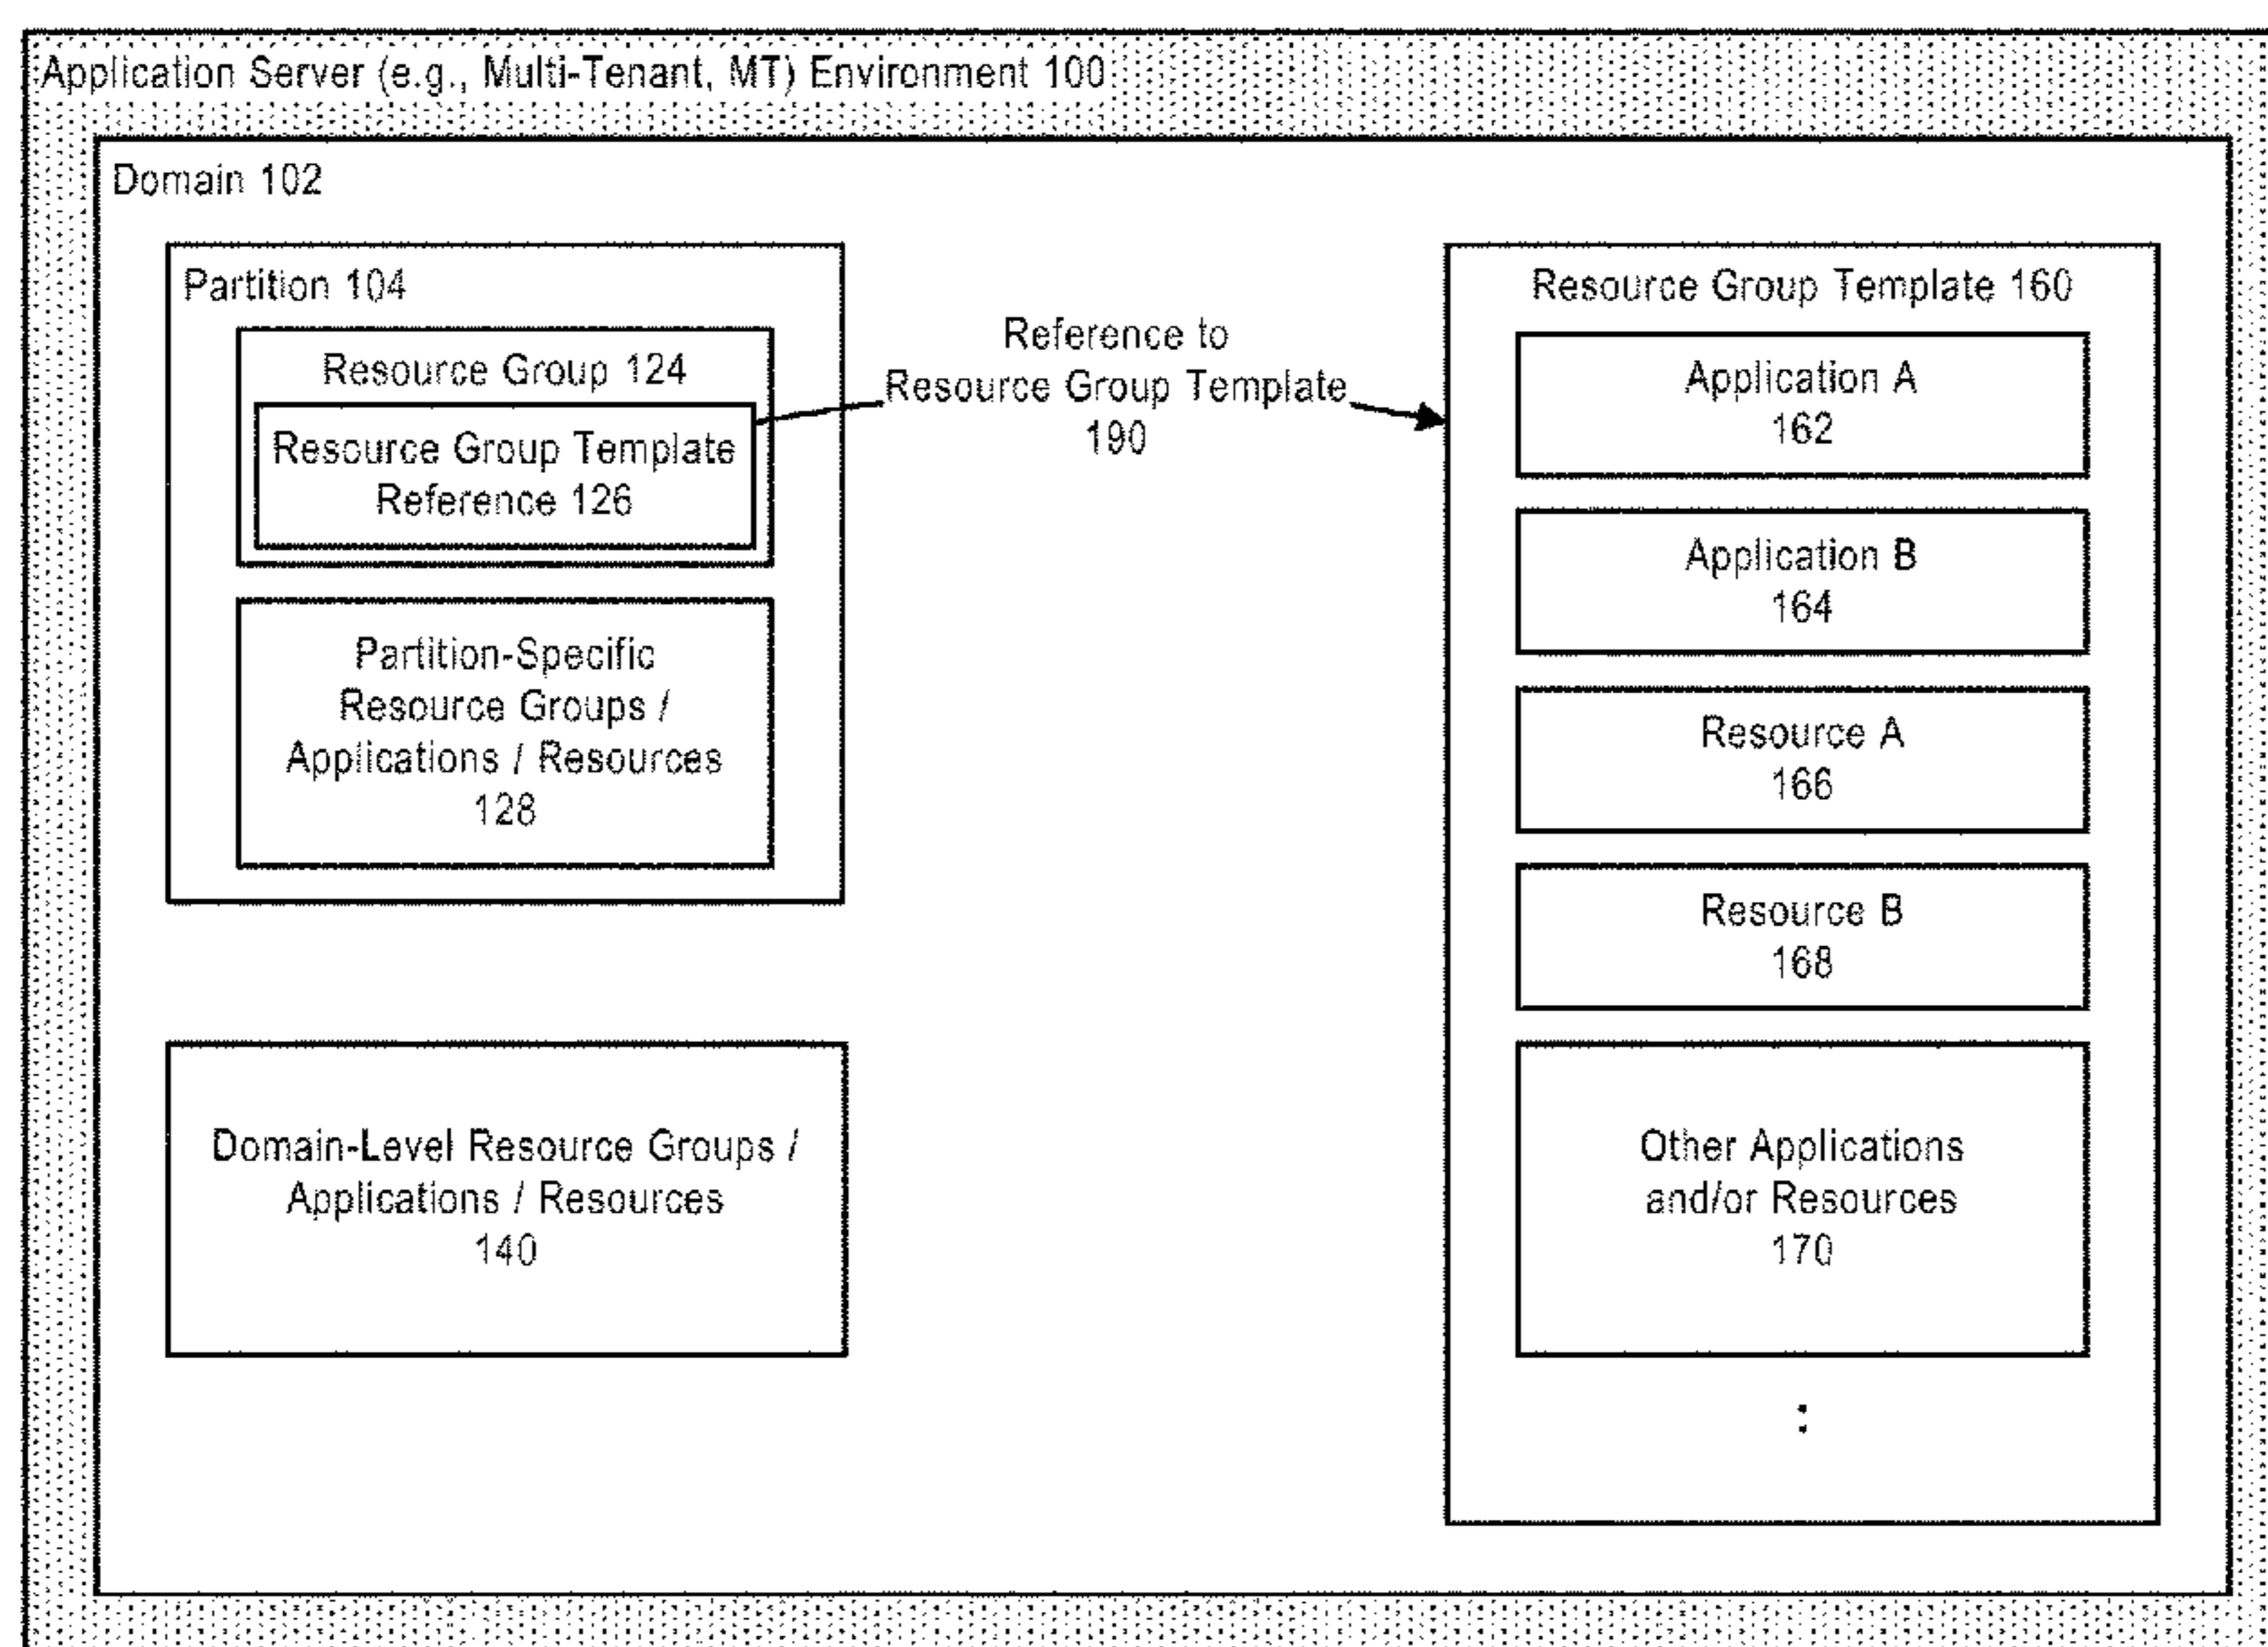 Application Server (e.g., Multi-Tenant, MT) Environment 100
Domain 102
Partition 104
Resource Group 124
Resource Group Template
Reference 126
Partition-Specific
Resource Groups /
Applications / Resources
128
Domain-Level Resource Groups /
Applications / Resources
140
Reference to
Resource Group Template
190
Resource Group Template 160
Application A
162
Application B
164
Resource A
166
Resource B
168
Other Applications
and/or Resources
170
: